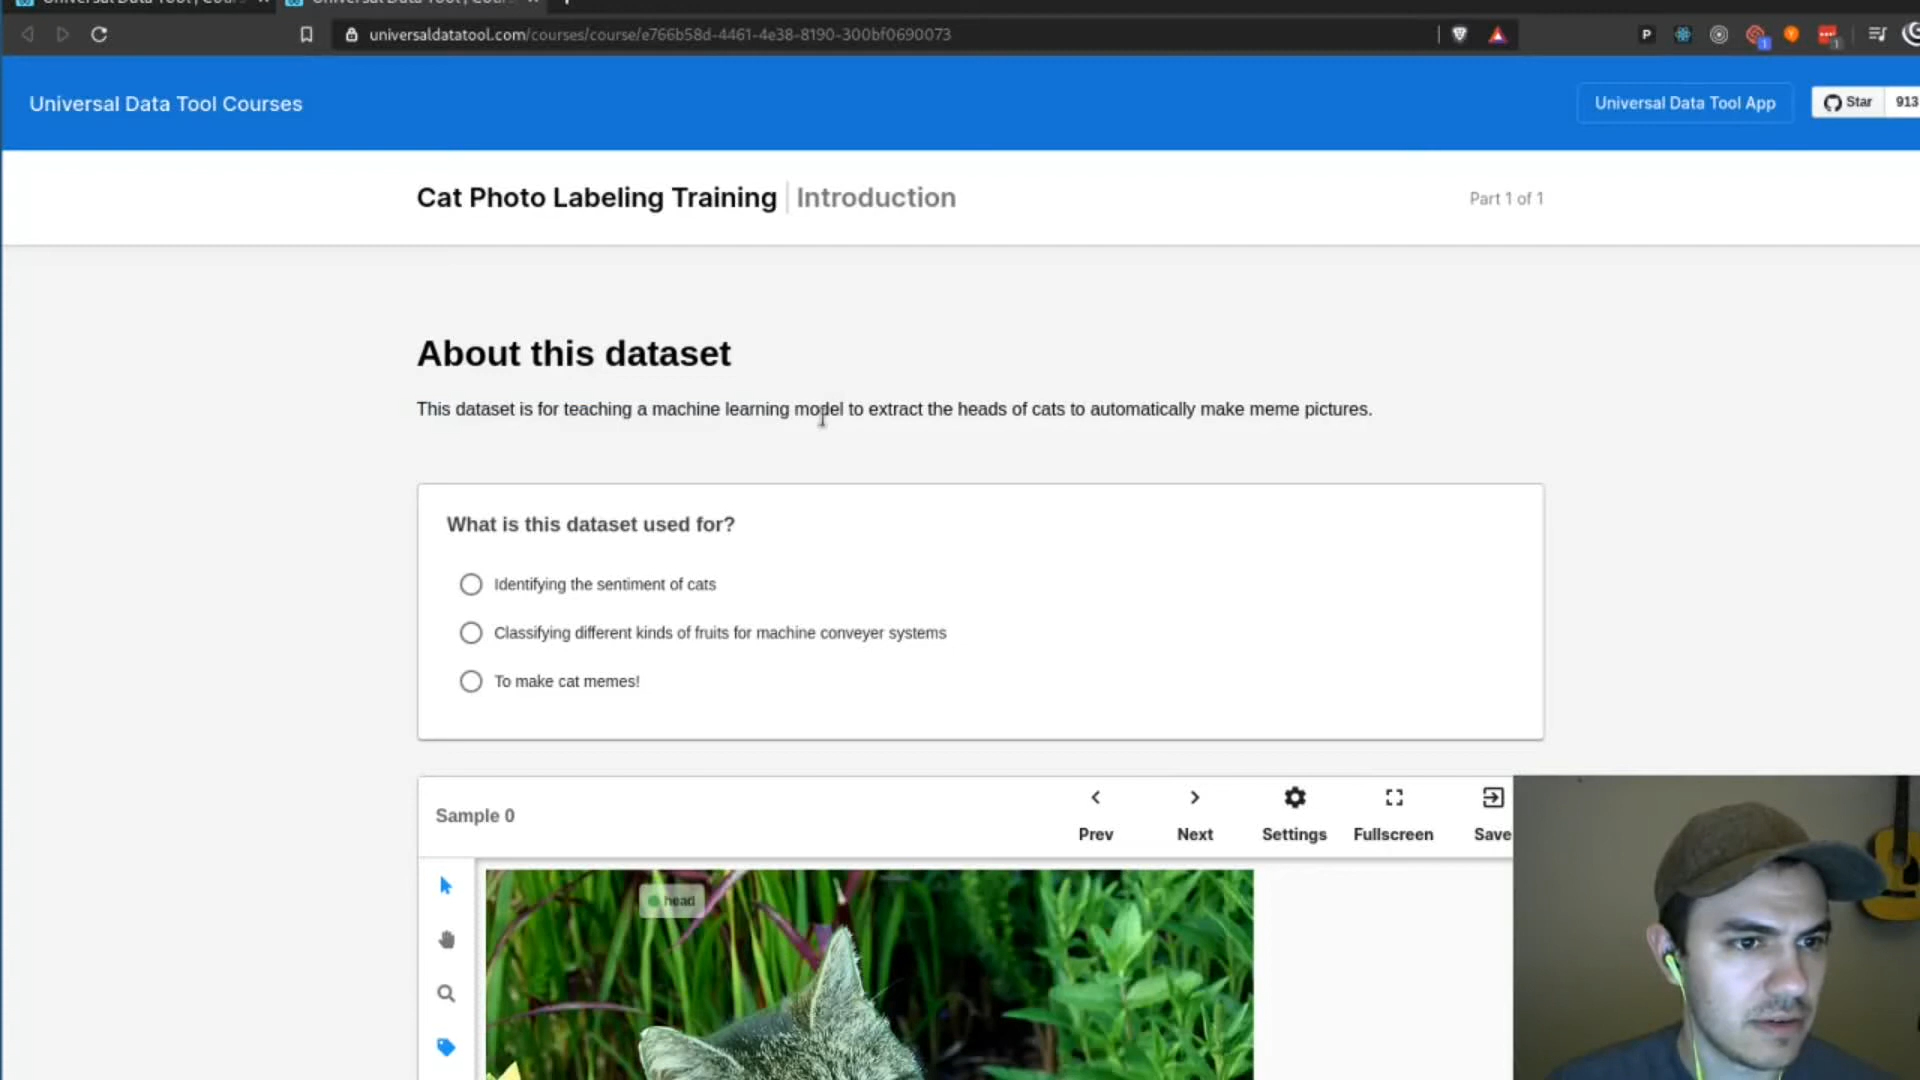 universaldatatool.com/courses/course/e766b58d-4461-4e38-8190-300bf0690073
P
1
1
Universal Data Tool Courses
Universal Data Tool App
Star
913
Cat Photo Labeling Training
Introduction
Part 1 of 1
About this dataset
This dataset is for teaching a machine learning model to extract the heads of cats to automatically make meme pictures.
What is this dataset used for?
Identifying the sentiment of cats
Classifying different kinds of fruits for machine conveyer systems
To make cat memes!
Sample 0
Prev
Next
Settings
Fullscreen
Save
head